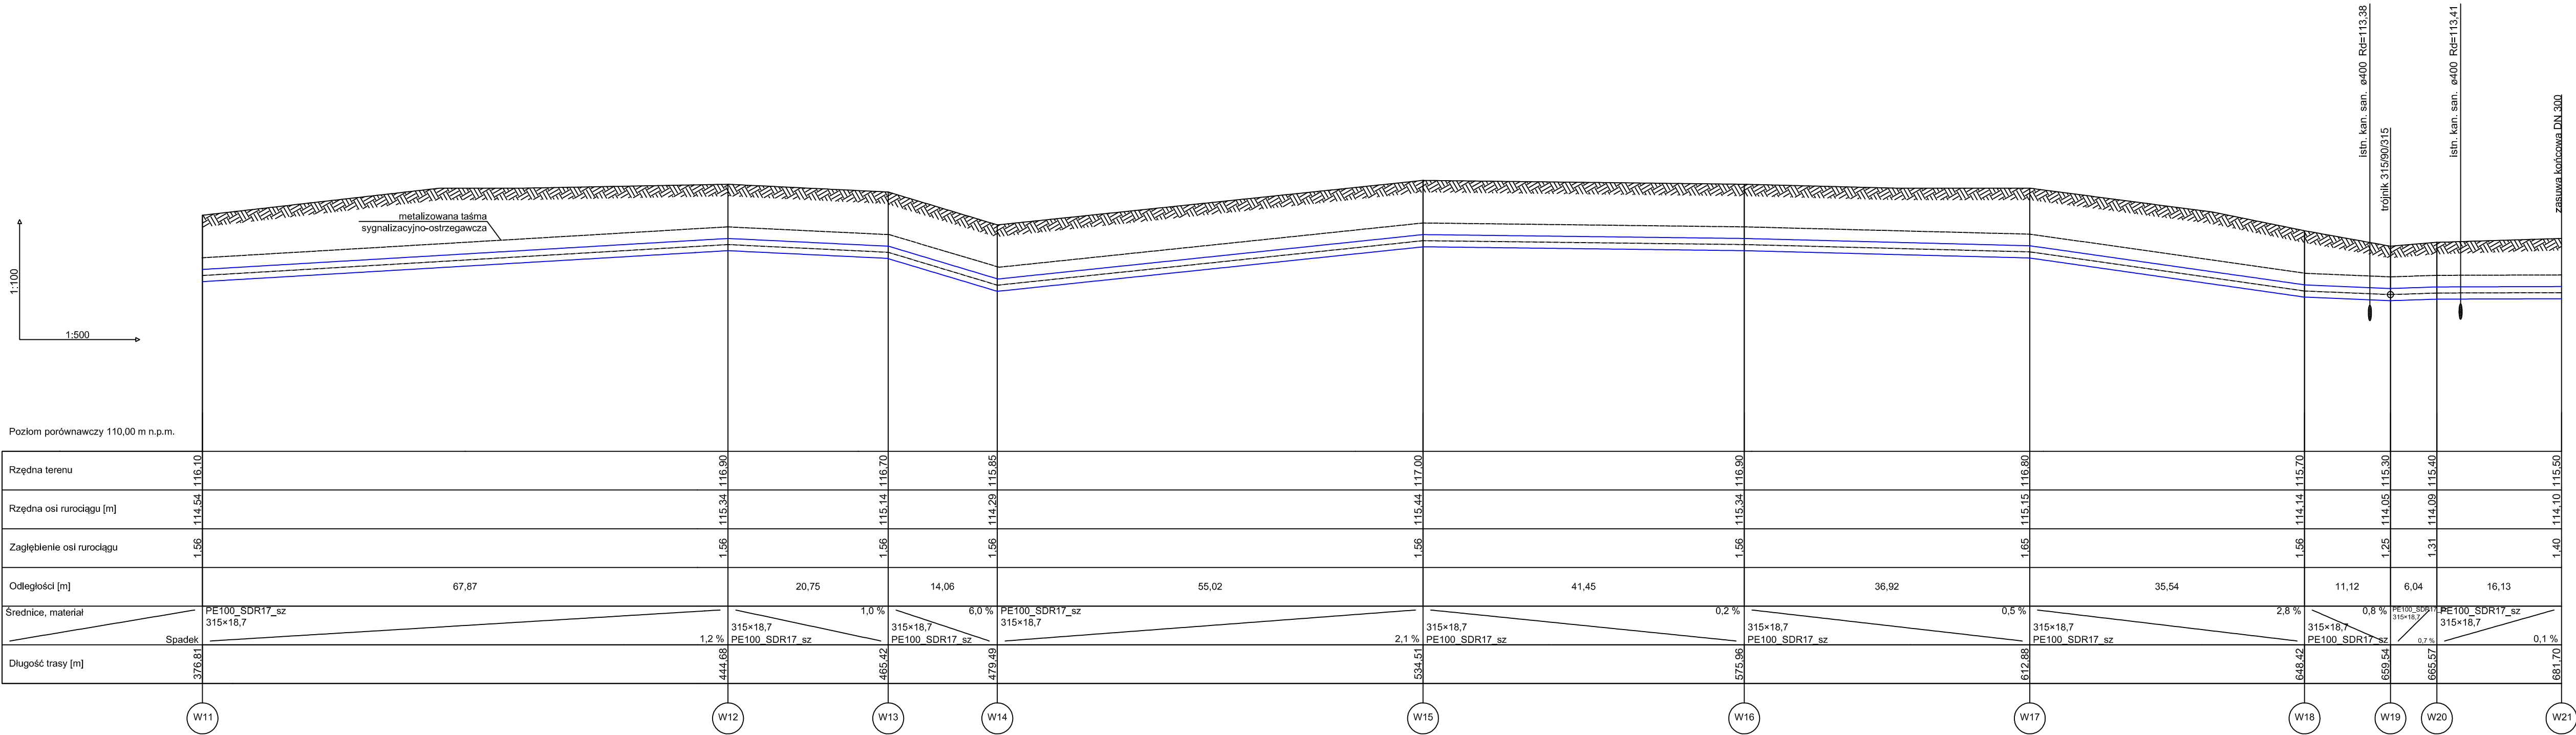 istn. kan. san. ø400 Rd=113,38
trójnik 315/90/315
istn. kan. san. ø400 Rd=113,41
zasuwa końcowa DN 300
metalizowana taśma
sygnalizacyjno-ostrzegawcza
1:100
1:500
Poziom porównawczy 110,00 m n.p.m.
Rzędna terenu 116,10 116,90 116,70 115,85 117,00 116,90 116,80 115,70 115,30 115,40 115,50
Rzędna osi rurociągu [m] 114,54 115,34 115,14 114,29 115,44 115,34 115,15 114,14 114,05 114,09 114,10
Zagłębienie osi rurociągu 1,56 1,56 1,56 1,56 1,56 1,56 1,65 1,56 1,25 1,31 1,40
Odległości [m] 67,87 20,75 14,06 55,02 41,45 36,92 35,54 11,12 6,04 16,13
Średnice, materiał
Spadek
PE100_SDR17_sz
315×18,7
1,2 %
1,0 %
315×18,7
PE100_SDR17_sz
6,0 %
315×18,7
PE100_SDR17_sz
PE100_SDR17_sz
315×18,7
2,1 %
0,2 %
315×18,7
PE100_SDR17_sz
0,5 %
315×18,7
PE100_SDR17_sz
2,8 %
315×18,7
PE100_SDR17_sz
0,8 %
315×18,7
PE100_SDR17_sz
PE100_SDR17_sz
315×18,7
0,7 %
PE100_SDR17_sz
315×18,7
0,1 %
Długość trasy [m] 376,81 444,68 465,42 479,49 534,51 575,96 612,88 648,42 659,54 665,57 681,70
W11 W12 W13 W14 W15 W16 W17 W18 W19 W20 W21